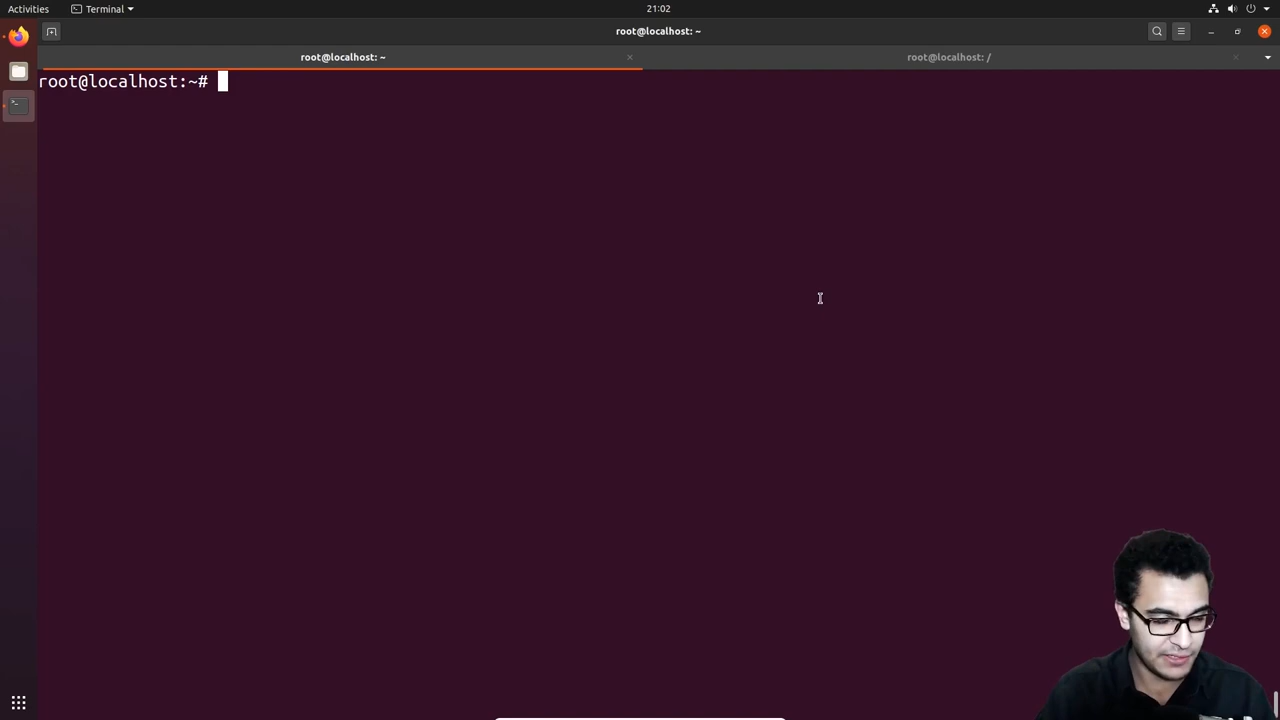 Activities
Terminal
21:02
root@localhost: ~
root@localhost: ~
root@localhost: /
root@localhost:~#